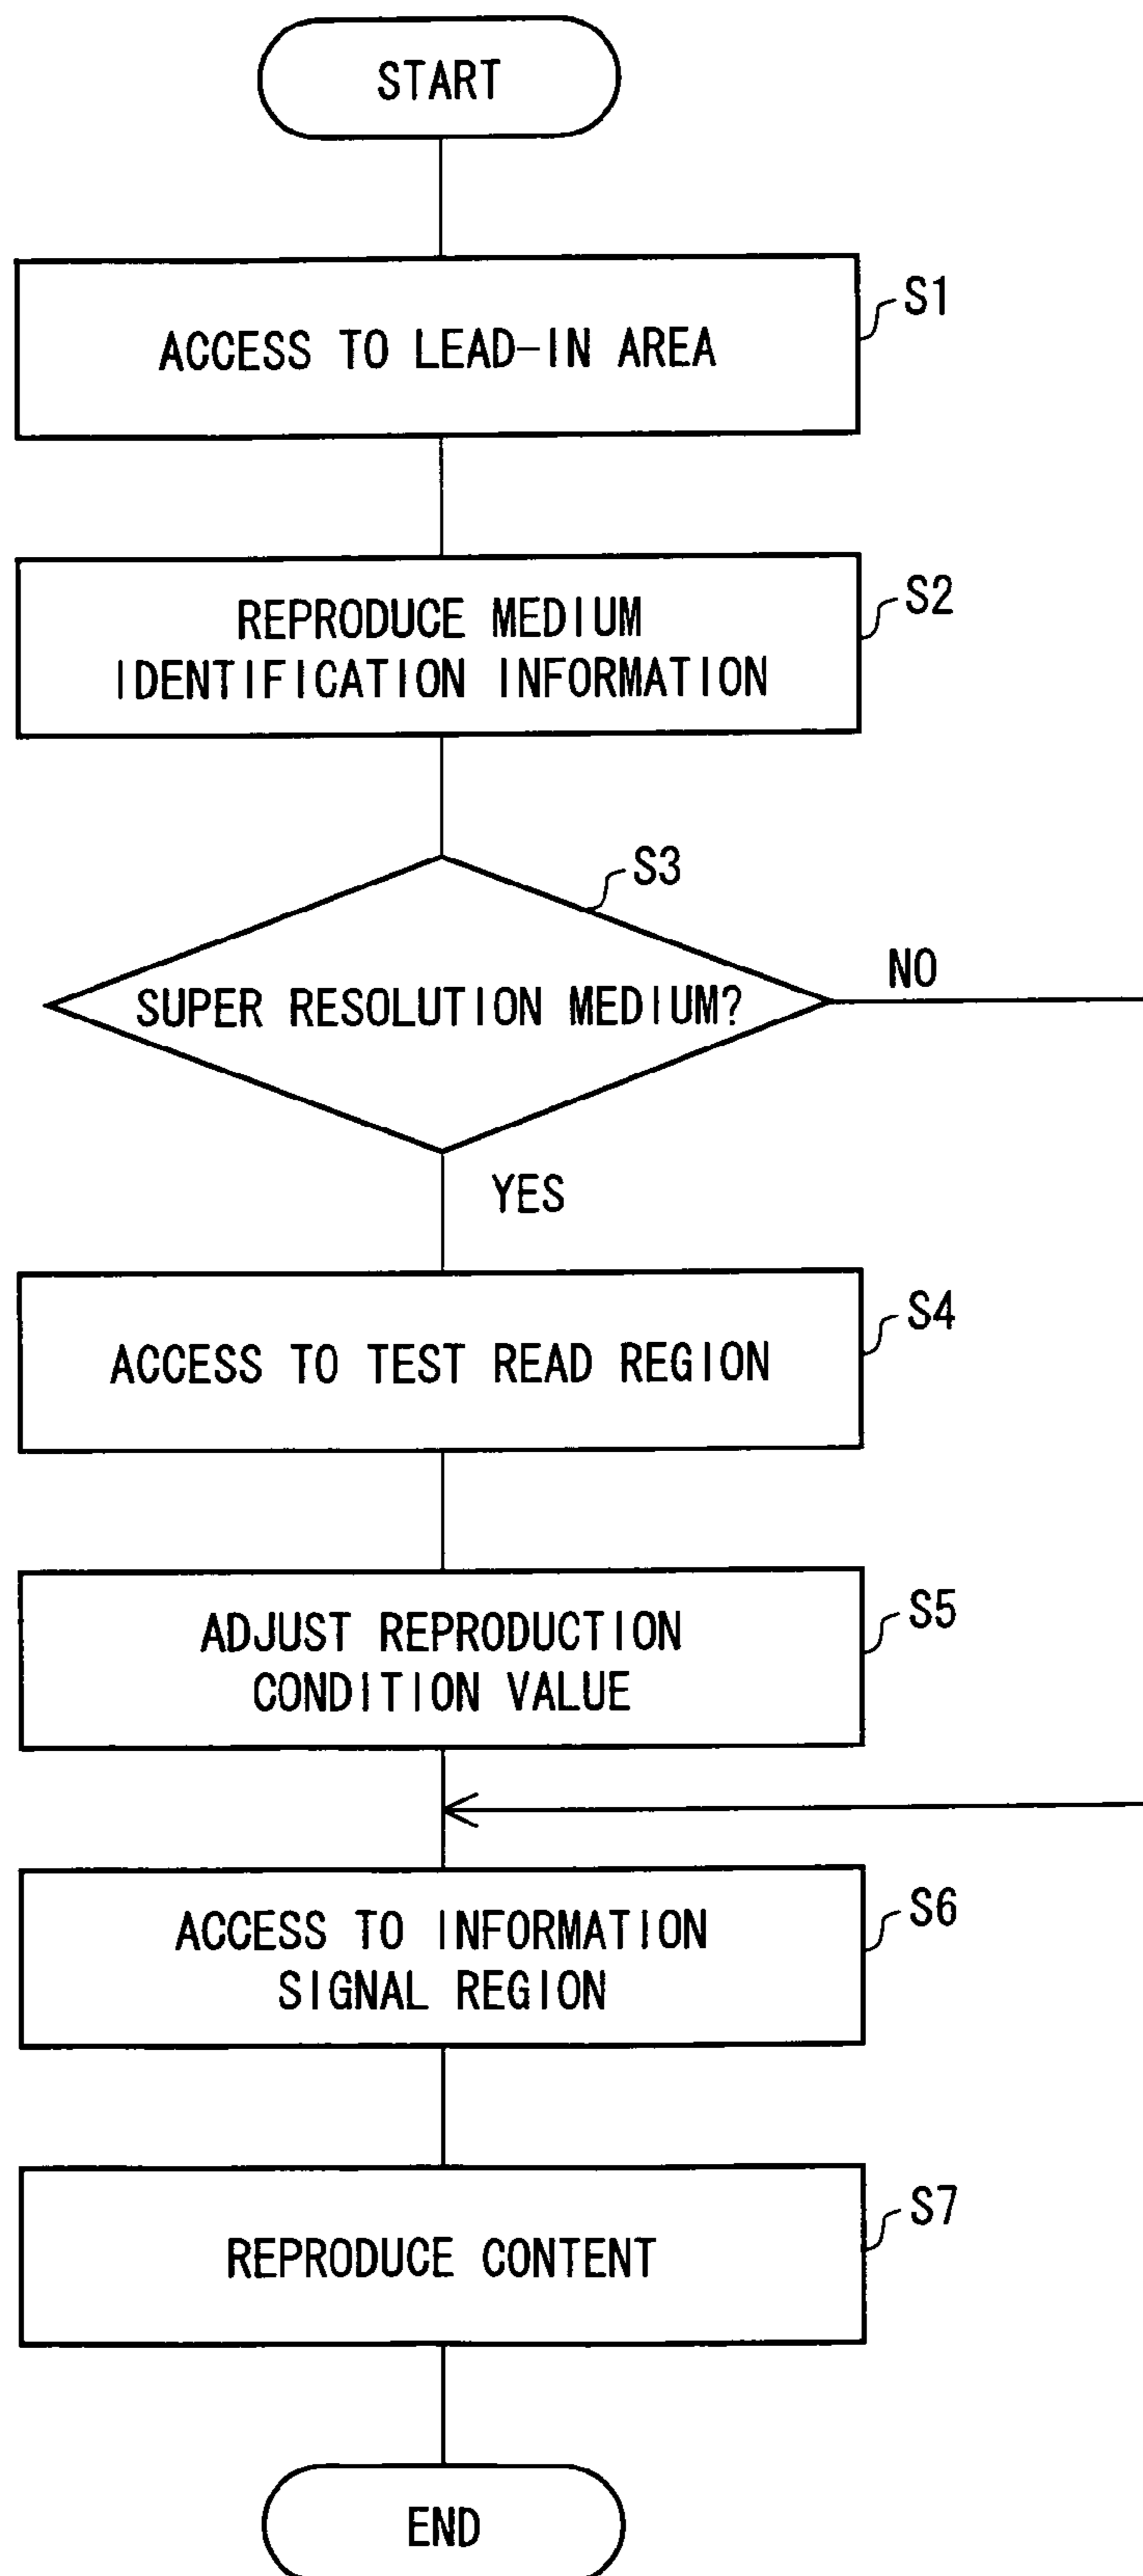 START
ACCESS TO LEAD-IN AREA
S1
REPRODUCE MEDIUM
IDENTIFICATION INFORMATION
S2
S3
SUPER RESOLUTION MEDIUM?
NO
YES
ACCESS TO TEST READ REGION
S4
ADJUST REPRODUCTION
CONDITION VALUE
S5
ACCESS TO INFORMATION
SIGNAL REGION
S6
REPRODUCE CONTENT
S7
END